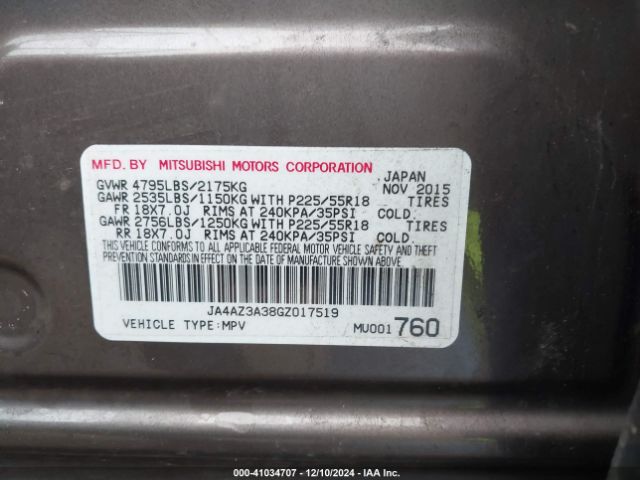 MFD. BY MITSUBISHI MOTORS CORPORATION JAPAN
GVWR 4795LBS/2175KG NOV 2015
GAWR 2535LBS/1150KG WITH P225/55R18 TIRES
FR 18X7.0J RIMS AT 240KPA/35PSI COLD.
GAWR 2756LBS/1250KG WITH P225/55R18 TIRES
RR 18X7.0J RIMS AT 240KPA/35PSI COLD.
THIS VEHICLE CONFORMS TO ALL APPLICABLE FEDERAL MOTOR VEHICLE SAFETY AND THEFT
PREVENTION STANDARDS IN EFFECT ON THE DATE OF MANUFACTURE SHOWN ABOVE.
JA4AZ3A38GZ017519
VEHICLE TYPE:MPV MU001760
00-41034707 - 12/10/2024 - IAAI.com